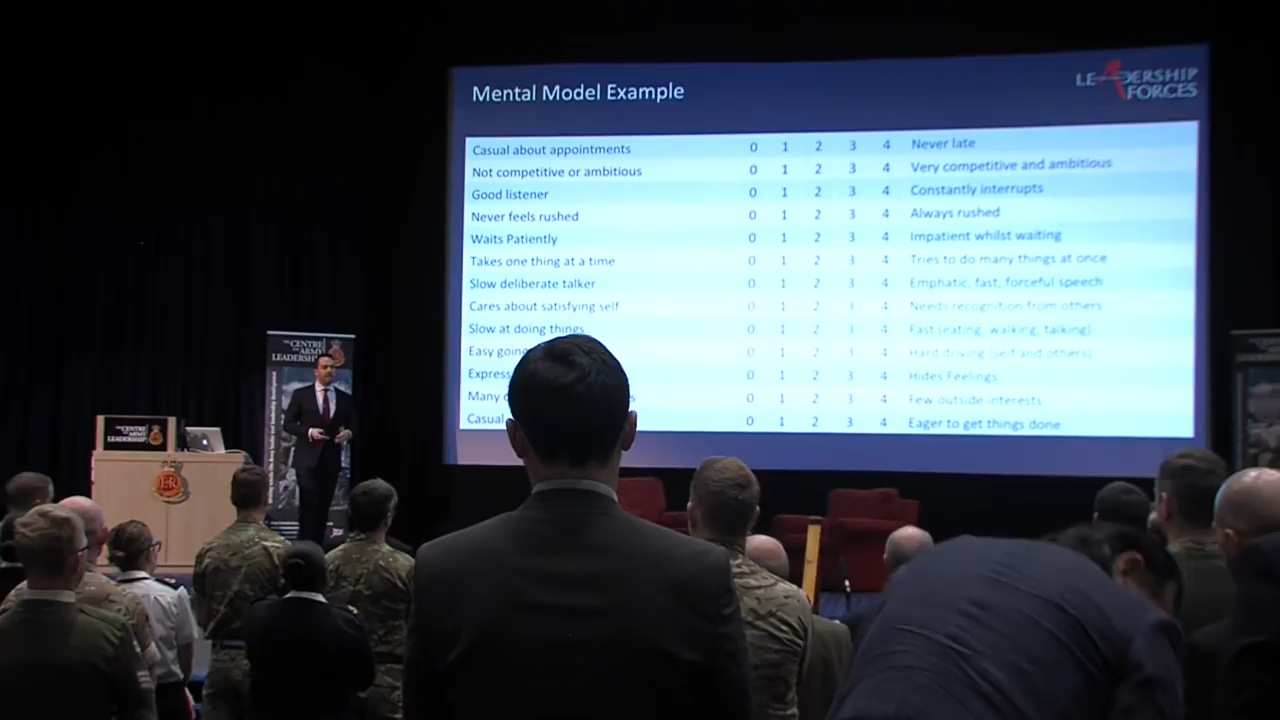 Mental Model Example
LEADERSHIP
FORCES
Casual about appointments 0 1 2 3 4 Never late
Not competitive or ambitious 0 1 2 3 4 Very competitive and ambitious
Good listener 0 1 2 3 4 Constantly interrupts
Never feels rushed 0 1 2 3 4 Always rushed
Waits Patiently 0 1 2 3 4 Impatient whilst waiting
Takes one thing at a time 0 1 2 3 4 Tries to do many things at once
Slow deliberate talker 0 1 2 3 4 Emphatic, fast, forceful speech
Cares about satisfying self 0 1 2 3 4 Needs recognition from others
Slow at doing things 0 1 2 3 4 Fast (eating, walking, talking)
Easy going 0 1 2 3 4 Hard driving (self and others)
Express 0 1 2 3 4 Hides Feelings
Many 0 1 2 3 4 Few outside interests
Casual 0 1 2 3 4 Eager to get things done
THE CENTRE
FOR ARMY
LEADERSHIP
THE CENTRE
FOR ARMY
LEADERSHIP
E R